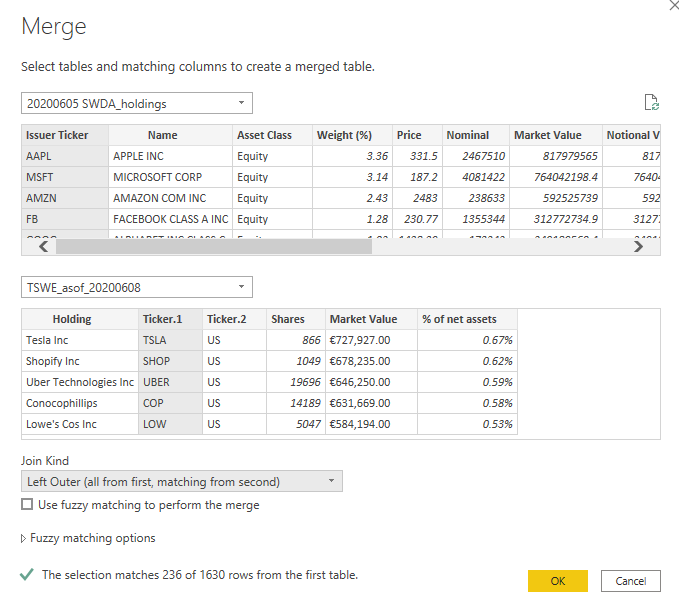 Merge
Select tables and matching columns to create a merged table.
20200605 SWDA_holdings
Issuer Ticker Name Asset Class Weight (%) Price Nominal Market Value Notional V
AAPL APPLE INC Equity 3.36 331.5 2467510 817979565 817
MSFT MICROSOFT CORP Equity 3.14 187.2 4081422 764042198.4 7640
AMZN AMAZON COM INC Equity 2.43 2483 238633 592525739 592
FB FACEBOOK CLASS A INC Equity 1.28 230.77 1355344 312772734.9 3127
TSWE_asof_20200608
Holding Ticker.1 Ticker.2 Shares Market Value % of net assets
Tesla Inc TSLA US 866 €727,927.00 0.67%
Shopify Inc SHOP US 1049 €678,235.00 0.62%
Uber Technologies Inc UBER US 19696 €646,250.00 0.59%
Conocophillips COP US 14189 €631,669.00 0.58%
Lowe's Cos Inc LOW US 5047 €584,194.00 0.53%
Join Kind
Left Outer (all from first, matching from second)
Use fuzzy matching to perform the merge
Fuzzy matching options
The selection matches 236 of 1630 rows from the first table.
OK Cancel